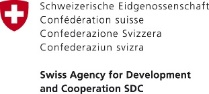 Schweizerische Eidgenossenschaft
Confédération suisse
Confederazione Svizzera
Confederaziun svizra
Swiss Agency for Development
and Cooperation SDC